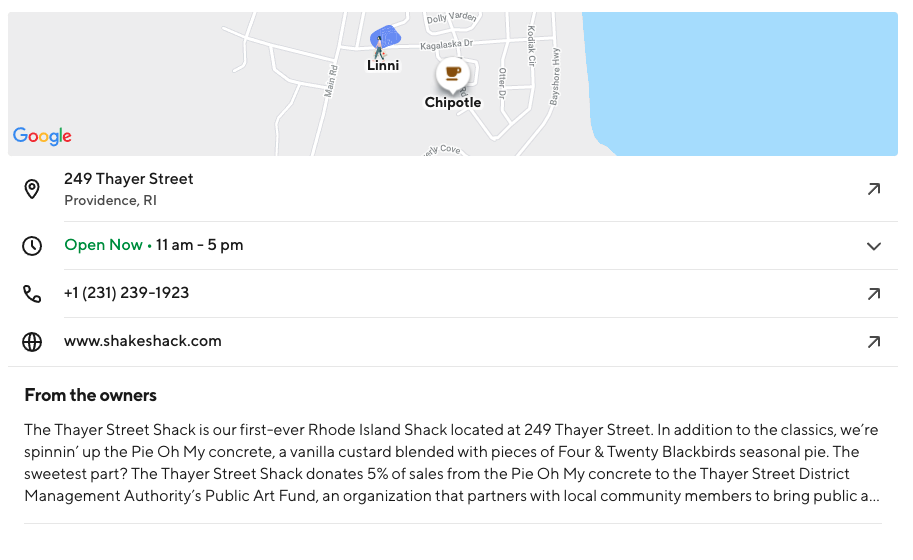 Dolly Varden
Kagalaska Dr
Linni
Main Rd
Kodiak Cir
Otter Dr
Bayshore Hwy
Chipotle
Rd
erly Cove
Google
249 Thayer Street
Providence, RI
Open Now • 11 am – 5 pm
+1 (231) 239-1923
www.shakeshack.com
From the owners
The Thayer Street Shack is our first-ever Rhode Island Shack located at 249 Thayer Street. In addition to the classics, we’re
spinnin’ up the Pie Oh My concrete, a vanilla custard blended with pieces of Four & Twenty Blackbirds seasonal pie. The
sweetest part? The Thayer Street Shack donates 5% of sales from the Pie Oh My concrete to the Thayer Street District
Management Authority’s Public Art Fund, an organization that partners with local community members to bring public a...